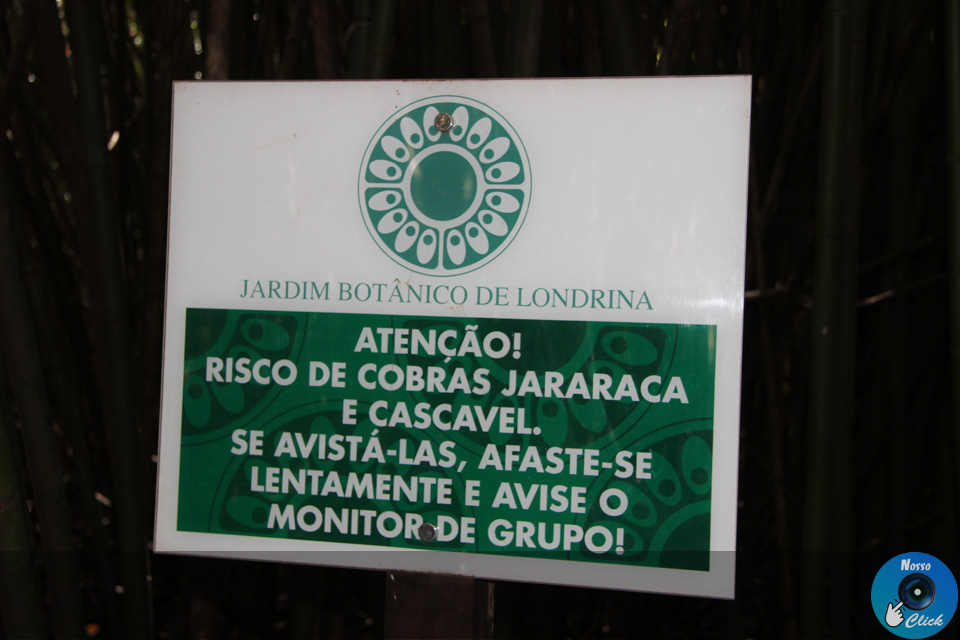 JARDIM BOTÂNICO DE LONDRINA
ATENÇÃO!
RISCO DE COBRAS JARARACA
E CASCAVEL.
SE AVISTÁ-LAS, AFASTE-SE
LENTAMENTE E AVISE O
MONITOR DE GRUPO!
Nosso
Click